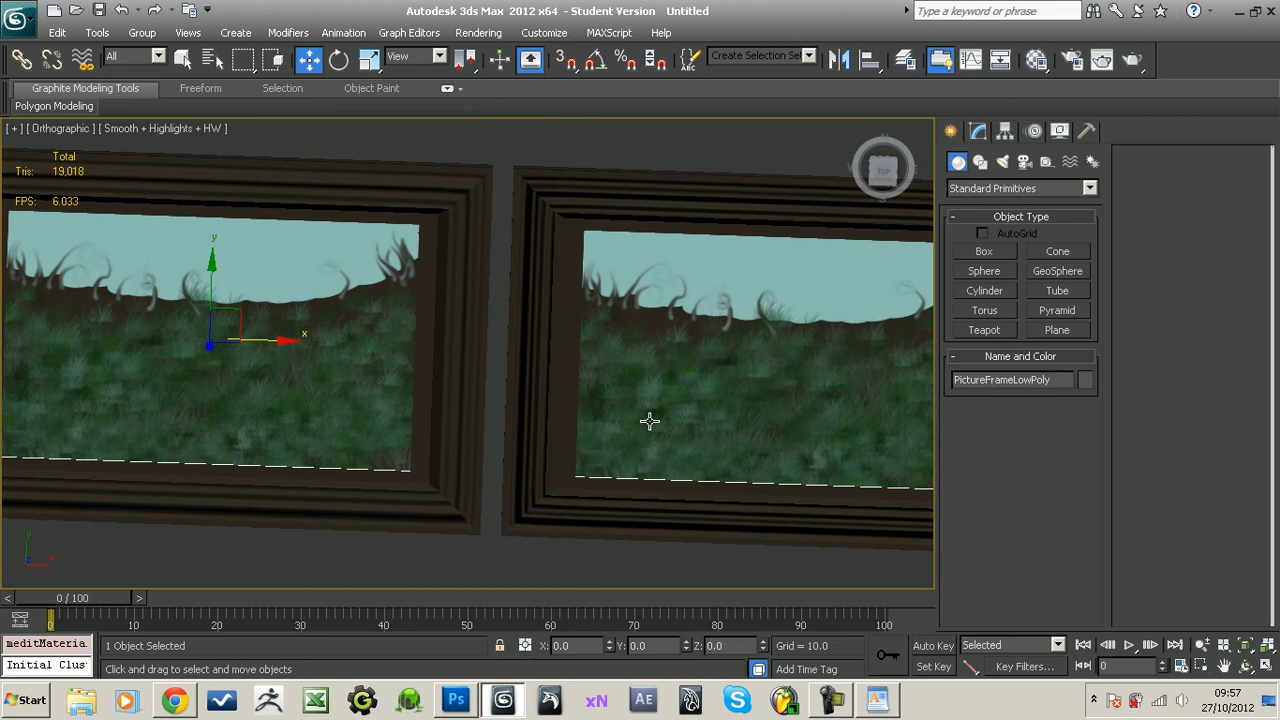 Autodesk 3ds Max 2012 x64 - Student Version Untitled
Type a keyword or phrase
Edit Tools Group Views Create Modifiers Animation Graph Editors Rendering Customize MAXScript Help
All View 3 Create Selection Se
Graphite Modeling Tools Freeform Selection Object Paint
Polygon Modeling
[ + ] [ Orthographic ] [ Smooth + Highlights + HW ]
Total
Tris: 19,018
FPS: 6.033
TOP
y
x
y
x
Standard Primitives
- Object Type
AutoGrid
Box Cone
Sphere GeoSphere
Cylinder Tube
Torus Pyramid
Teapot Plane
- Name and Color
PictureFrameLowPoly
< 0 / 100 >
0 10 20 30 40 50 60 70 80 90 100
meditMateria
1 Object Selected X: 0.0 Y: 0.0 Z: 0.0 Grid = 10.0 Auto Key Selected
Initial Clus
Click and drag to select and move objects Add Time Tag Set Key Key Filters... 0
Start Ps xN AE
09:57
27/10/2012